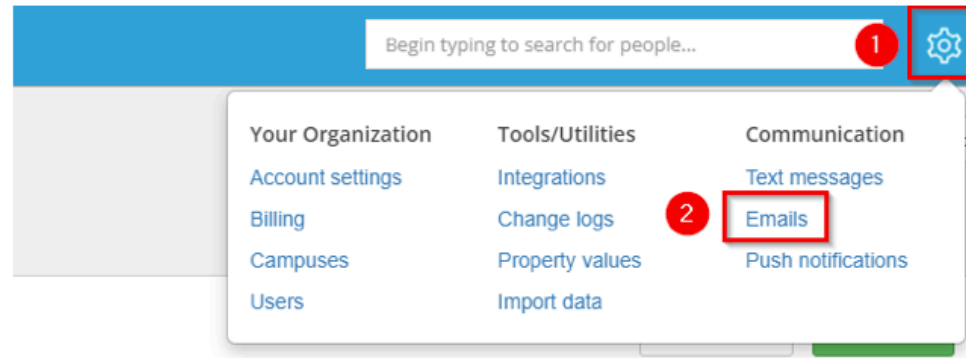 Begin typing to search for people...
1
Your Organization
Account settings
Billing
Campuses
Users
Tools/Utilities
Integrations
Change logs
Property values
Import data
Communication
Text messages
2
Emails
Push notifications